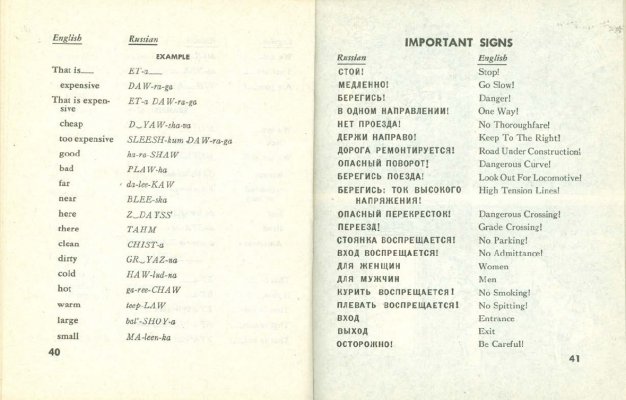 English Russian
EXAMPLE
That is___ ET-a___
expensive DAW-ra-ga
That is expen- ET-a DAW-ra-ga
sive
cheap D_YAW-sha-va
too expensive SLEESH-kum DAW-ra-ga
good ha-ra-SHAW
bad PLAW-ha
far da-lee-KAW
near BLEE-ska
here Z_DAYSS'
there TAHM
clean CHIST-a
dirty GR_YAZ-na
cold HAW-lud-na
hot ga-ree-CHAW
warm teep-LAW
large bal'-SHOY-a
small MA-leen-ka
40
IMPORTANT SIGNS
Russian English
СТОЙ! Stop!
МЕДЛЕННО! Go Slow!
БЕРЕГИСЬ! Danger!
В ОДНОМ НАПРАВЛЕНИИ! One Way!
НЕТ ПРОЕЗДА! No Thoroughfare!
ДЕРЖИ НАПРАВО! Keep To The Right!
ДОРОГА РЕМОНТИРУЕТСЯ! Road Under Construction!
ОПАСНЫЙ ПОВОРОТ! Dangerous Curve!
БЕРЕГИСЬ ПОЕЗДА! Look Out For Locomotive!
БЕРЕГИСЬ: ТОК ВЫСОКОГО High Tension Lines!
НАПРЯЖЕНИЯ!
ОПАСНЫЙ ПЕРЕКРЕСТОК! Dangerous Crossing!
ПЕРЕЕЗД! Grade Crossing!
СТОЯНКА ВОСПРЕЩАЕТСЯ! No Parking!
ВХОД ВОСПРЕЩАЕТСЯ! No Admittance!
ДЛЯ ЖЕНЩИН Women
ДЛЯ МУЖЧИН Men
КУРИТЬ ВОСПРЕЩАЕТСЯ! No Smoking!
ПЛЕВАТЬ ВОСПРЕЩАЕТСЯ! No Spitting!
ВХОД Entrance
ВЫХОД Exit
ОСТОРОЖНО! Be Careful!
41